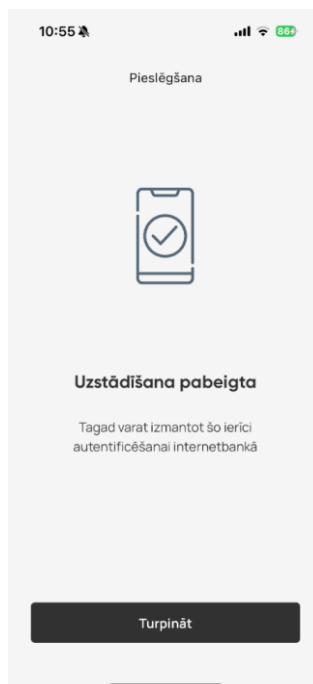 10:55
86
Pieslēgšana
Uzstādīšana pabeigta
Tagad varat izmantot šo ierīci
autentificēšanai internetbankā
Turpināt